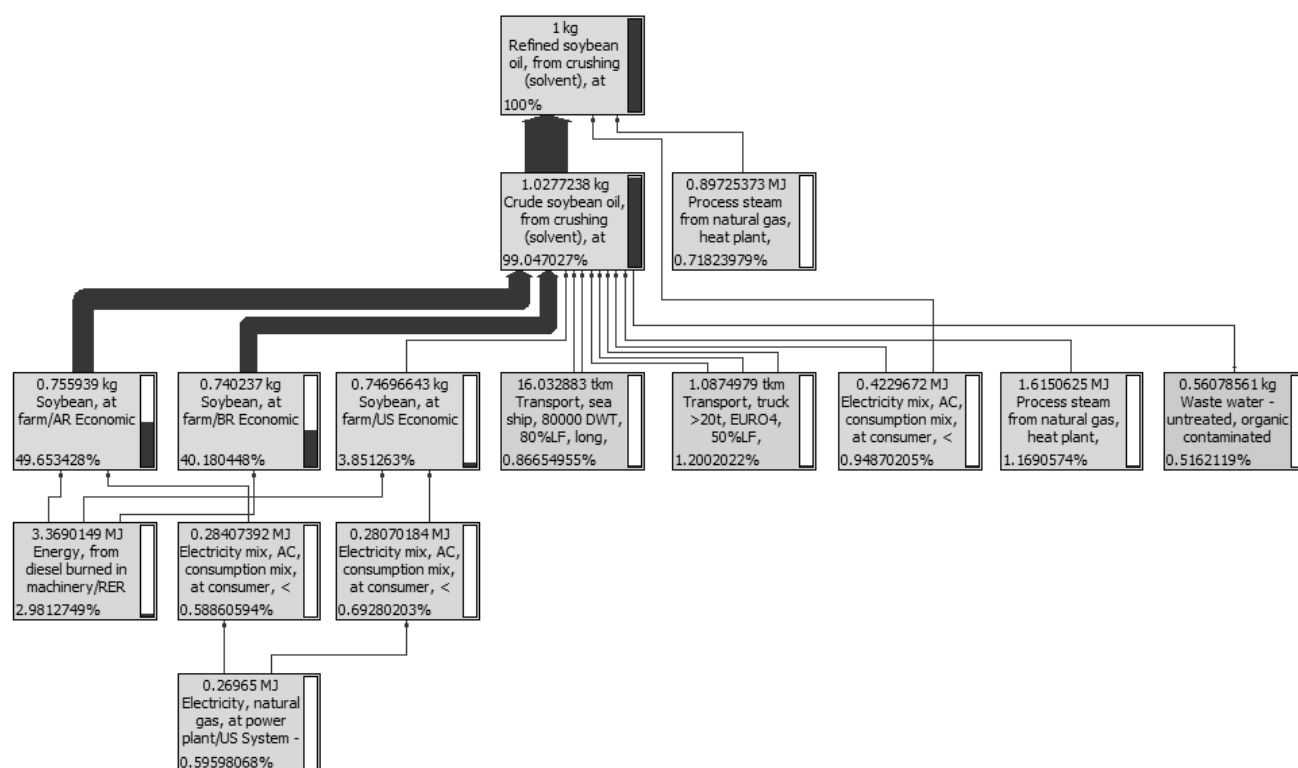 1 kg
Refined soybean
oil, from crushing
(solvent), at
100%
1.0277238 kg
Crude soybean oil,
from crushing
(solvent), at
99.047027%
0.89725373 MJ
Process steam
from natural gas,
heat plant,
0.71823979%
0.755939 kg
Soybean, at
farm/AR Economic
49.653428%
0.740237 kg
Soybean, at
farm/BR Economic
40.180448%
0.74696643 kg
Soybean, at
farm/US Economic
3.851263%
16.032883 tkm
Transport, sea
ship, 80000 DWT,
80%LF, long,
0.86654955%
1.0874979 tkm
Transport, truck
>20t, EURO4,
50%LF,
1.2002022%
0.4229672 MJ
Electricity mix, AC,
consumption mix,
at consumer, <
0.94870205%
1.6150625 MJ
Process steam
from natural gas,
heat plant,
1.1690574%
0.56078561 kg
Waste water -
untreated, organic
contaminated
0.5162119%
3.3690149 MJ
Energy, from
diesel burned in
machinery/RER
2.9812749%
0.28407392 MJ
Electricity mix, AC,
consumption mix,
at consumer, <
0.58860594%
0.28070184 MJ
Electricity mix, AC,
consumption mix,
at consumer, <
0.69280203%
0.26965 MJ
Electricity, natural
gas, at power
plant/US System -
0.59598068%